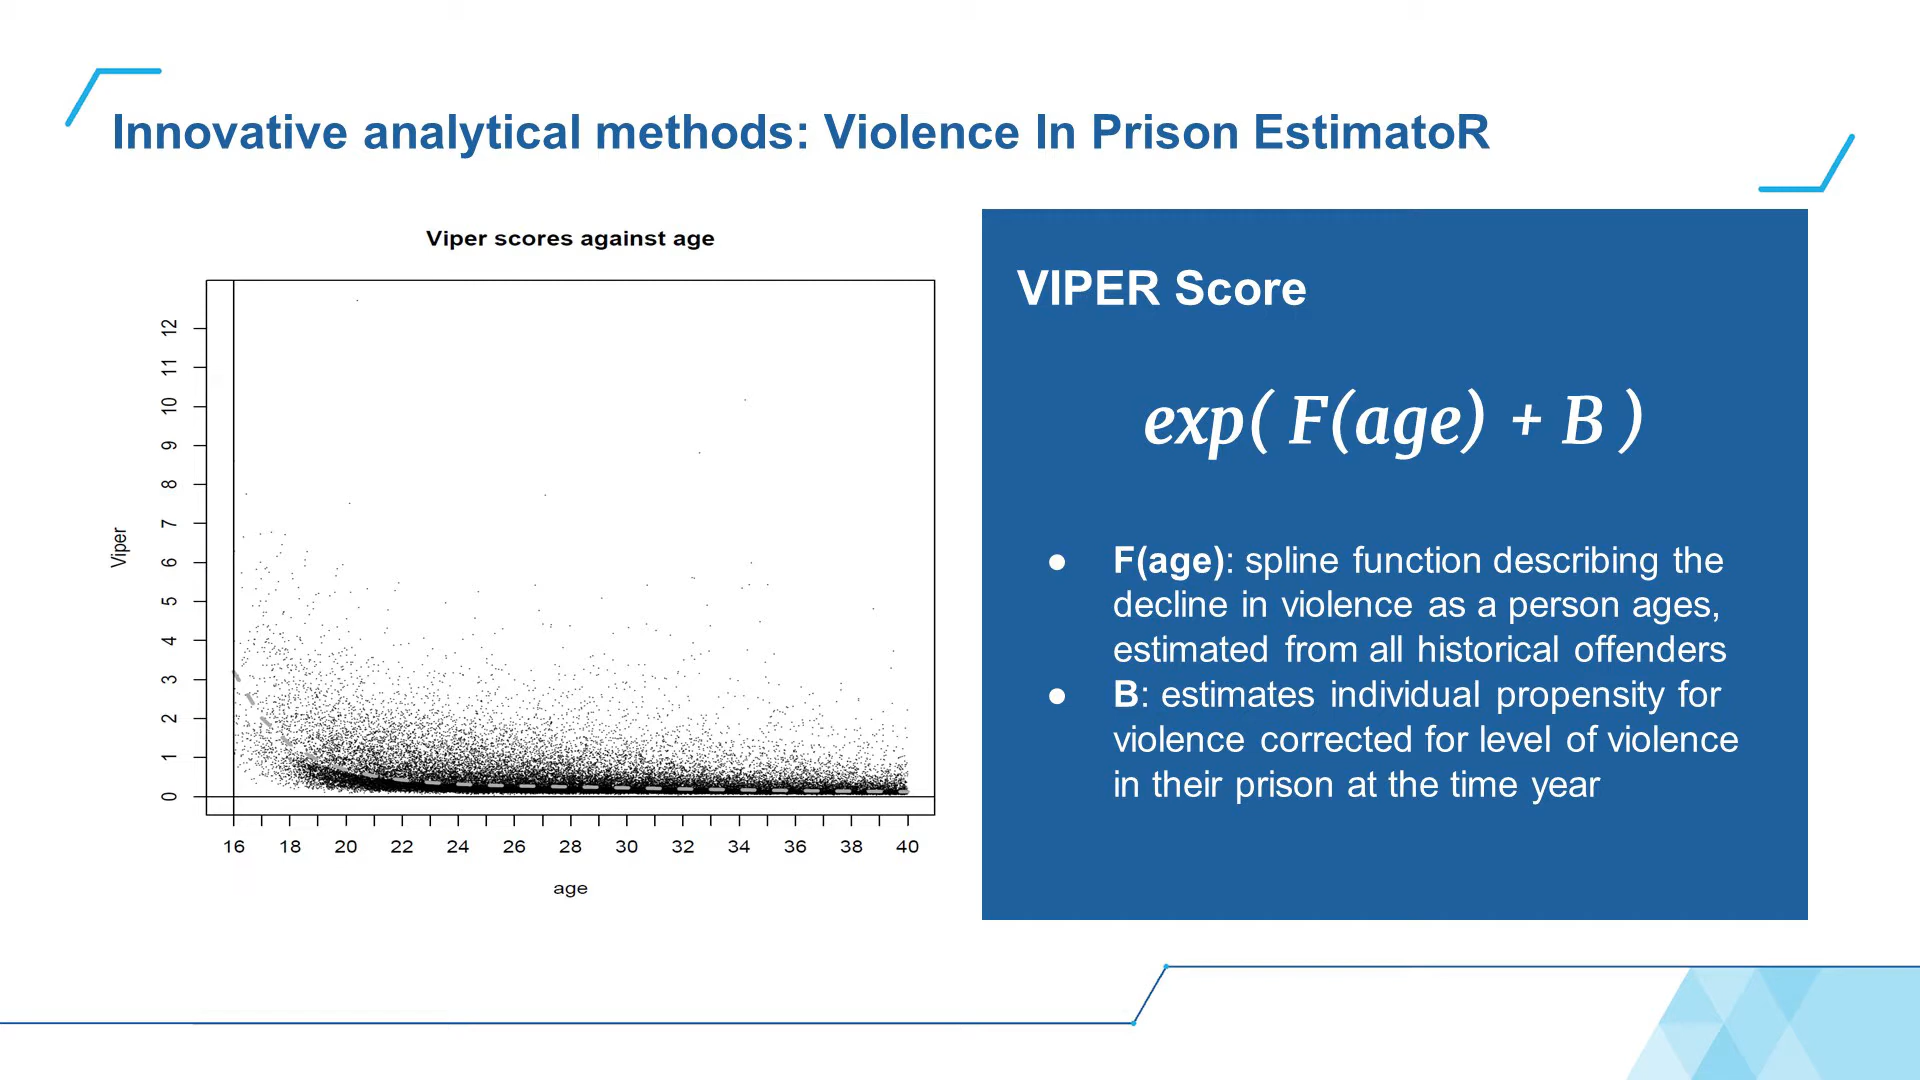 Innovative analytical methods: Violence In Prison EstimatoR
Viper scores against age
12
11
10
9
8
7
6
5
4
3
2
1
0
Viper
16 18 20 22 24 26 28 30 32 34 36 38 40
age
VIPER Score
exp( F(age) + B )
● F(age): spline function describing the
decline in violence as a person ages,
estimated from all historical offenders
● B: estimates individual propensity for
violence corrected for level of violence
in their prison at the time year